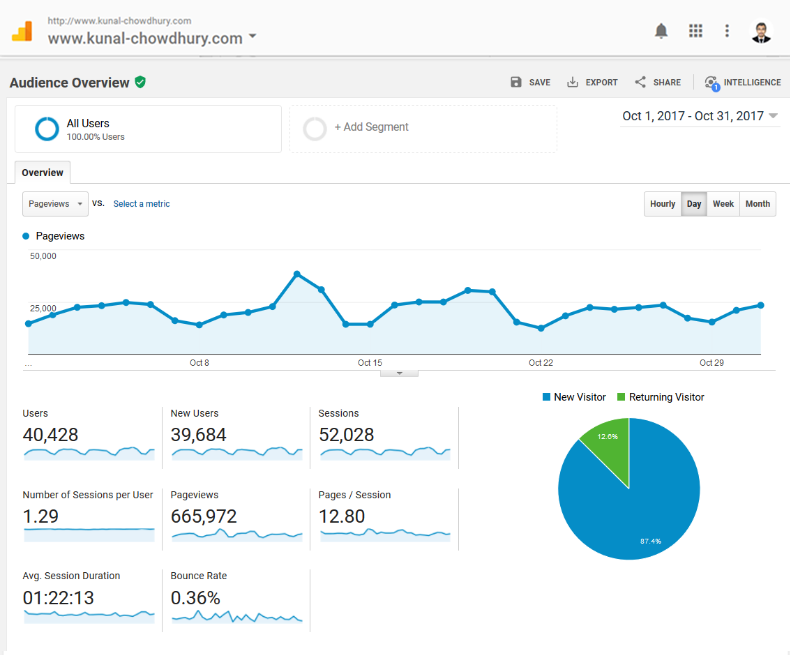 http://www.kunal-chowdhury.com
www.kunal-chowdhury.com
Audience Overview
SAVE
EXPORT
SHARE
1
INTELLIGENCE
All Users
100.00% Users
+ Add Segment
Oct 1, 2017 - Oct 31, 2017
Overview
Pageviews
VS.
Select a metric
Hourly
Day
Week
Month
Pageviews
50,000
25,000
...
Oct 8
Oct 15
Oct 22
Oct 29
New Visitor
Returning Visitor
12.6%
87.4%
Users
40,428
New Users
39,684
Sessions
52,028
Number of Sessions per User
1.29
Pageviews
665,972
Pages / Session
12.80
Avg. Session Duration
01:22:13
Bounce Rate
0.36%